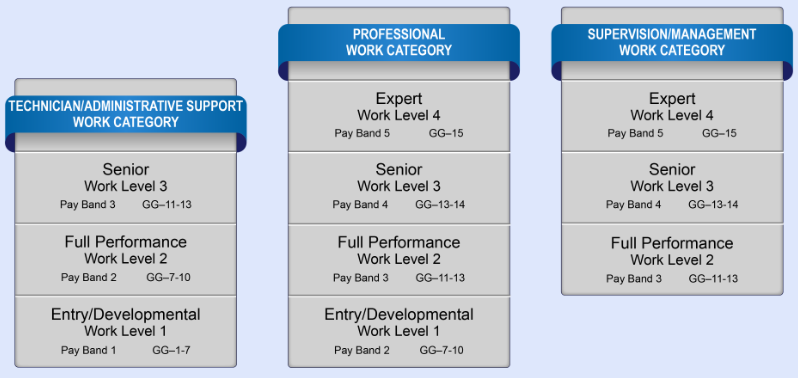 TECHNICIAN/ADMINISTRATIVE SUPPORT
WORK CATEGORY
Senior
Work Level 3
Pay Band 3 GG–11-13
Full Performance
Work Level 2
Pay Band 2 GG–7-10
Entry/Developmental
Work Level 1
Pay Band 1 GG–1-7
PROFESSIONAL
WORK CATEGORY
Expert
Work Level 4
Pay Band 5 GG–15
Senior
Work Level 3
Pay Band 4 GG–13-14
Full Performance
Work Level 2
Pay Band 3 GG–11-13
Entry/Developmental
Work Level 1
Pay Band 2 GG–7-10
SUPERVISION/MANAGEMENT
WORK CATEGORY
Expert
Work Level 4
Pay Band 5 GG–15
Senior
Work Level 3
Pay Band 4 GG–13-14
Full Performance
Work Level 2
Pay Band 3 GG–11-13